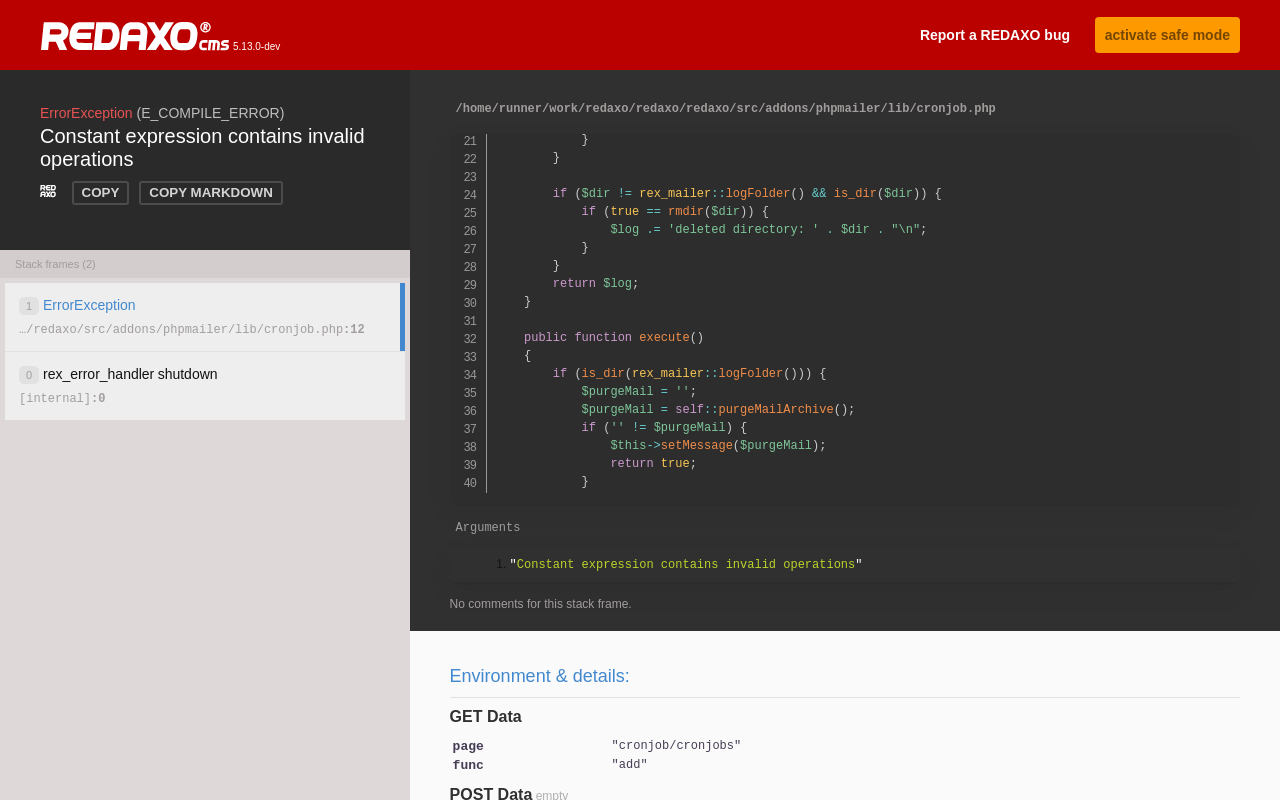 REDAXO® cms 5.13.0-dev
Report a REDAXO bug
activate safe mode
ErrorException (E_COMPILE_ERROR)
Constant expression contains invalid
operations
RED
AXO
COPY
COPY MARKDOWN
Stack frames (2)
1 ErrorException
…/redaxo/src/addons/phpmailer/lib/cronjob.php:12
0 rex_error_handler shutdown
[internal]:0
/home/runner/work/redaxo/redaxo/redaxo/src/addons/phpmailer/lib/cronjob.php
21             }
22         }
23
24         if ($dir != rex_mailer::logFolder() && is_dir($dir)) {
25             if (true == rmdir($dir)) {
26                 $log .= 'deleted directory: ' . $dir . "\n";
27             }
28         }
29         return $log;
30     }
31
32     public function execute()
33     {
34         if (is_dir(rex_mailer::logFolder())) {
35             $purgeMail = '';
36             $purgeMail = self::purgeMailArchive();
37             if ('' != $purgeMail) {
38                 $this->setMessage($purgeMail);
39                 return true;
40             }
Arguments
1. "Constant expression contains invalid operations"
No comments for this stack frame.
Environment & details:
GET Data
page "cronjob/cronjobs"
func "add"
POST Data empty